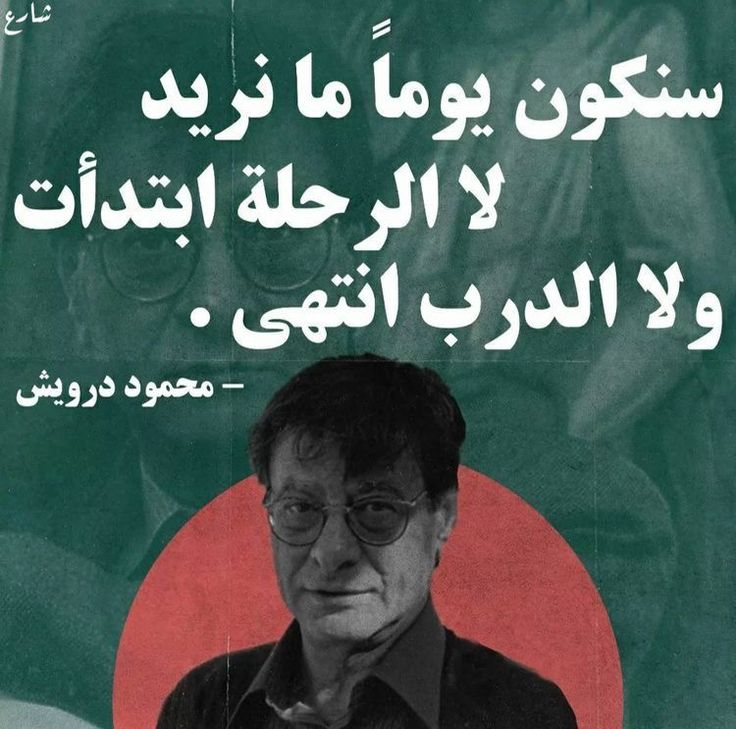 شارع
سنكون يوماً ما نريد
لا الرحلة ابتدأت
ولا الدرب انتهى .
– محمود درويش